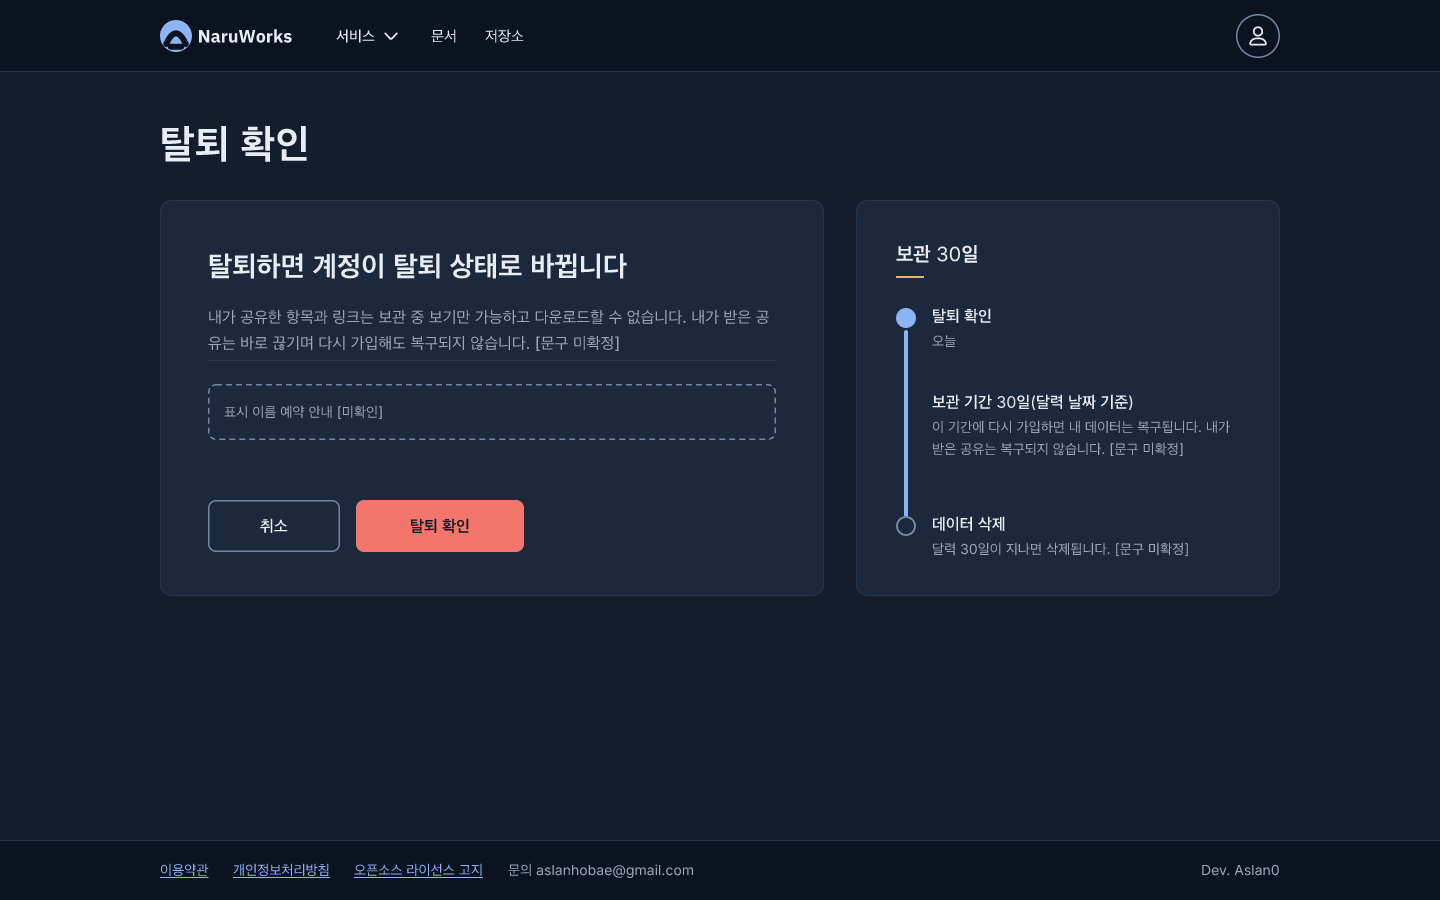 NaruWorks
서비스
문서
저장소
탈퇴 확인
탈퇴하면 계정이 탈퇴 상태로 바뀝니다
내가 공유한 항목과 링크는 보관 중 보기만 가능하고 다운로드할 수 없습니다. 내가 받은 공
유는 바로 끊기며 다시 가입해도 복구되지 않습니다. [문구 미확정]
표시 이름 예약 안내 [미확인]
취소
탈퇴 확인
보관 30일
탈퇴 확인
오늘
보관 기간 30일(달력 날짜 기준)
이 기간에 다시 가입하면 내 데이터는 복구됩니다. 내가
받은 공유는 복구되지 않습니다. [문구 미확정]
데이터 삭제
달력 30일이 지나면 삭제됩니다. [문구 미확정]
이용약관
개인정보처리방침
오픈소스 라이선스 고지
문의 aslanhobae@gmail.com
Dev. Aslan0